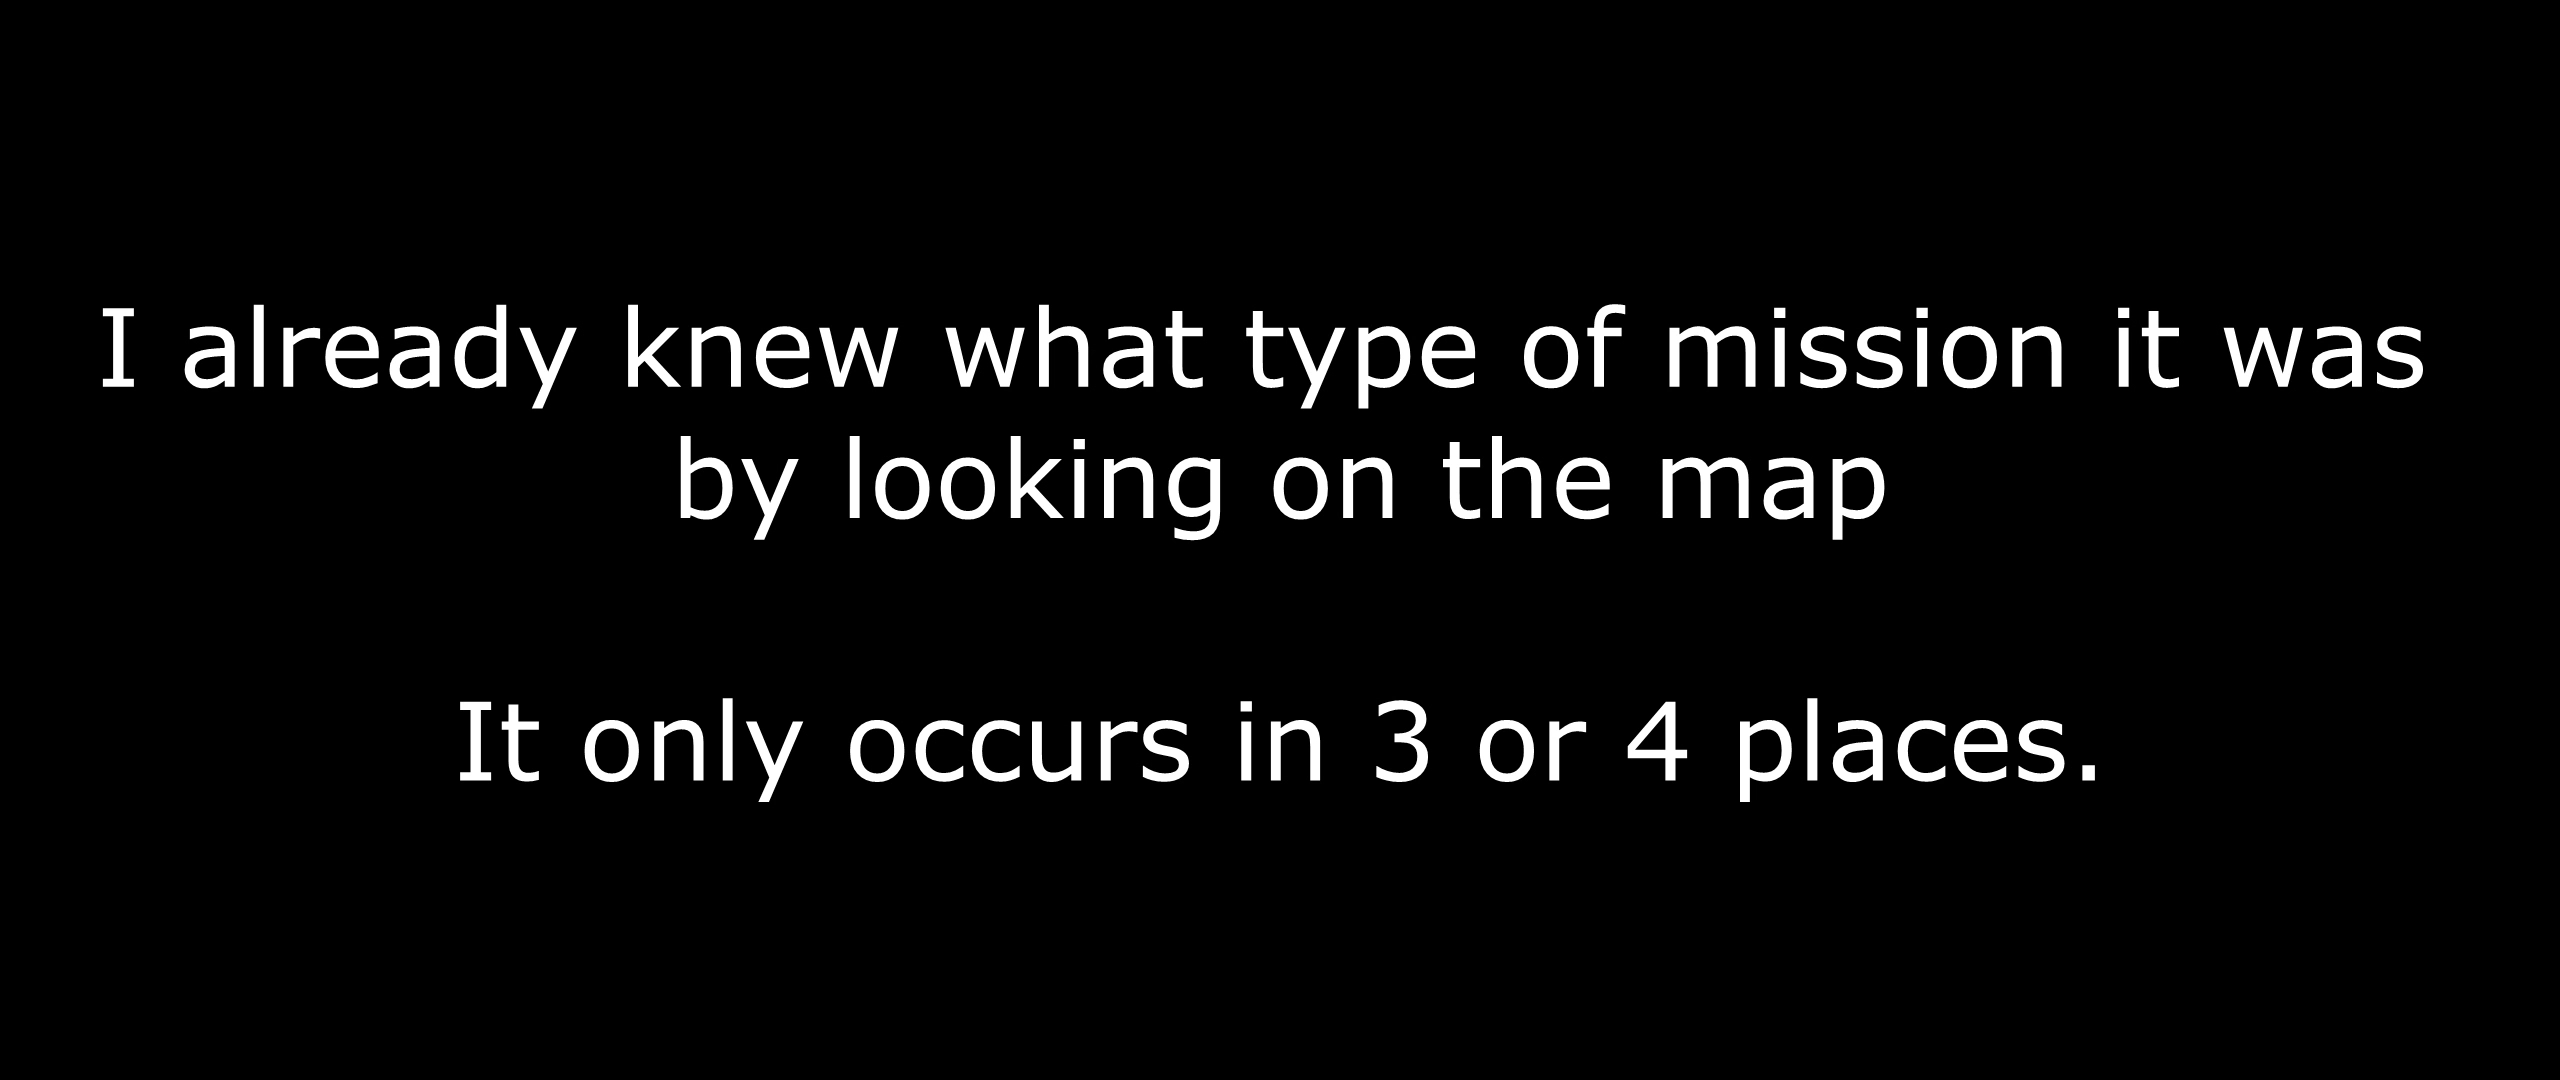 I already knew what type of mission it was
by looking on the map
It only occurs in 3 or 4 places.